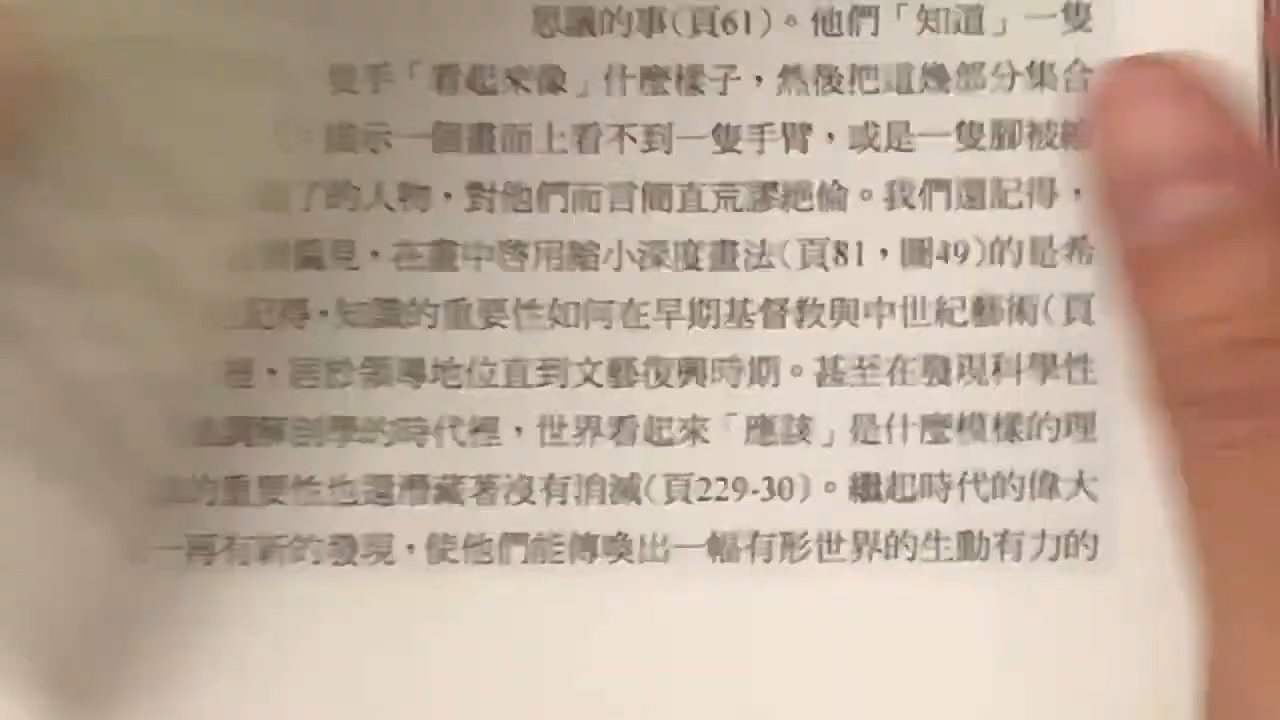 思議的事(頁61)。他們「知道」一隻
隻手「看起來像」什麼樣子，然後把這幾部分集合
顯示一個畫面上看不到一隻手臂，或是一隻腳被
了的人物，對他們而言簡直荒謬絕倫。我們還記得，
偏見，在畫中啓用縮小深度畫法(頁81，圖49)的是希
記得，知識的重要性如何在早期基督教與中世紀藝術(頁
，居於領導地位直到文藝復興時期。甚至在發現科學性
解剖學的時代裡，世界看起來「應該」是什麼模樣的理
的重要性也還潛藏著沒有消減(頁229-30)。繼起時代的偉大
一再有新的發現，使他們能傳喚出一幅有形世界的生動有力的